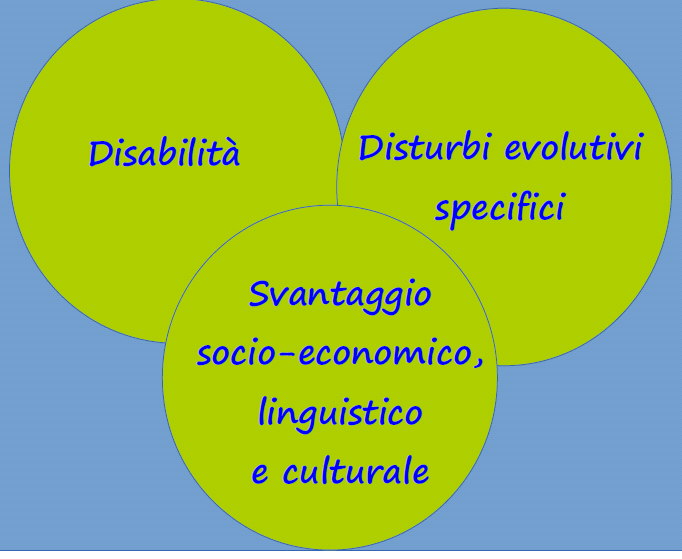 Disabilità
Disturbi evolutivi
specifici
Svantaggio
socio-economico,
linguistico
e culturale